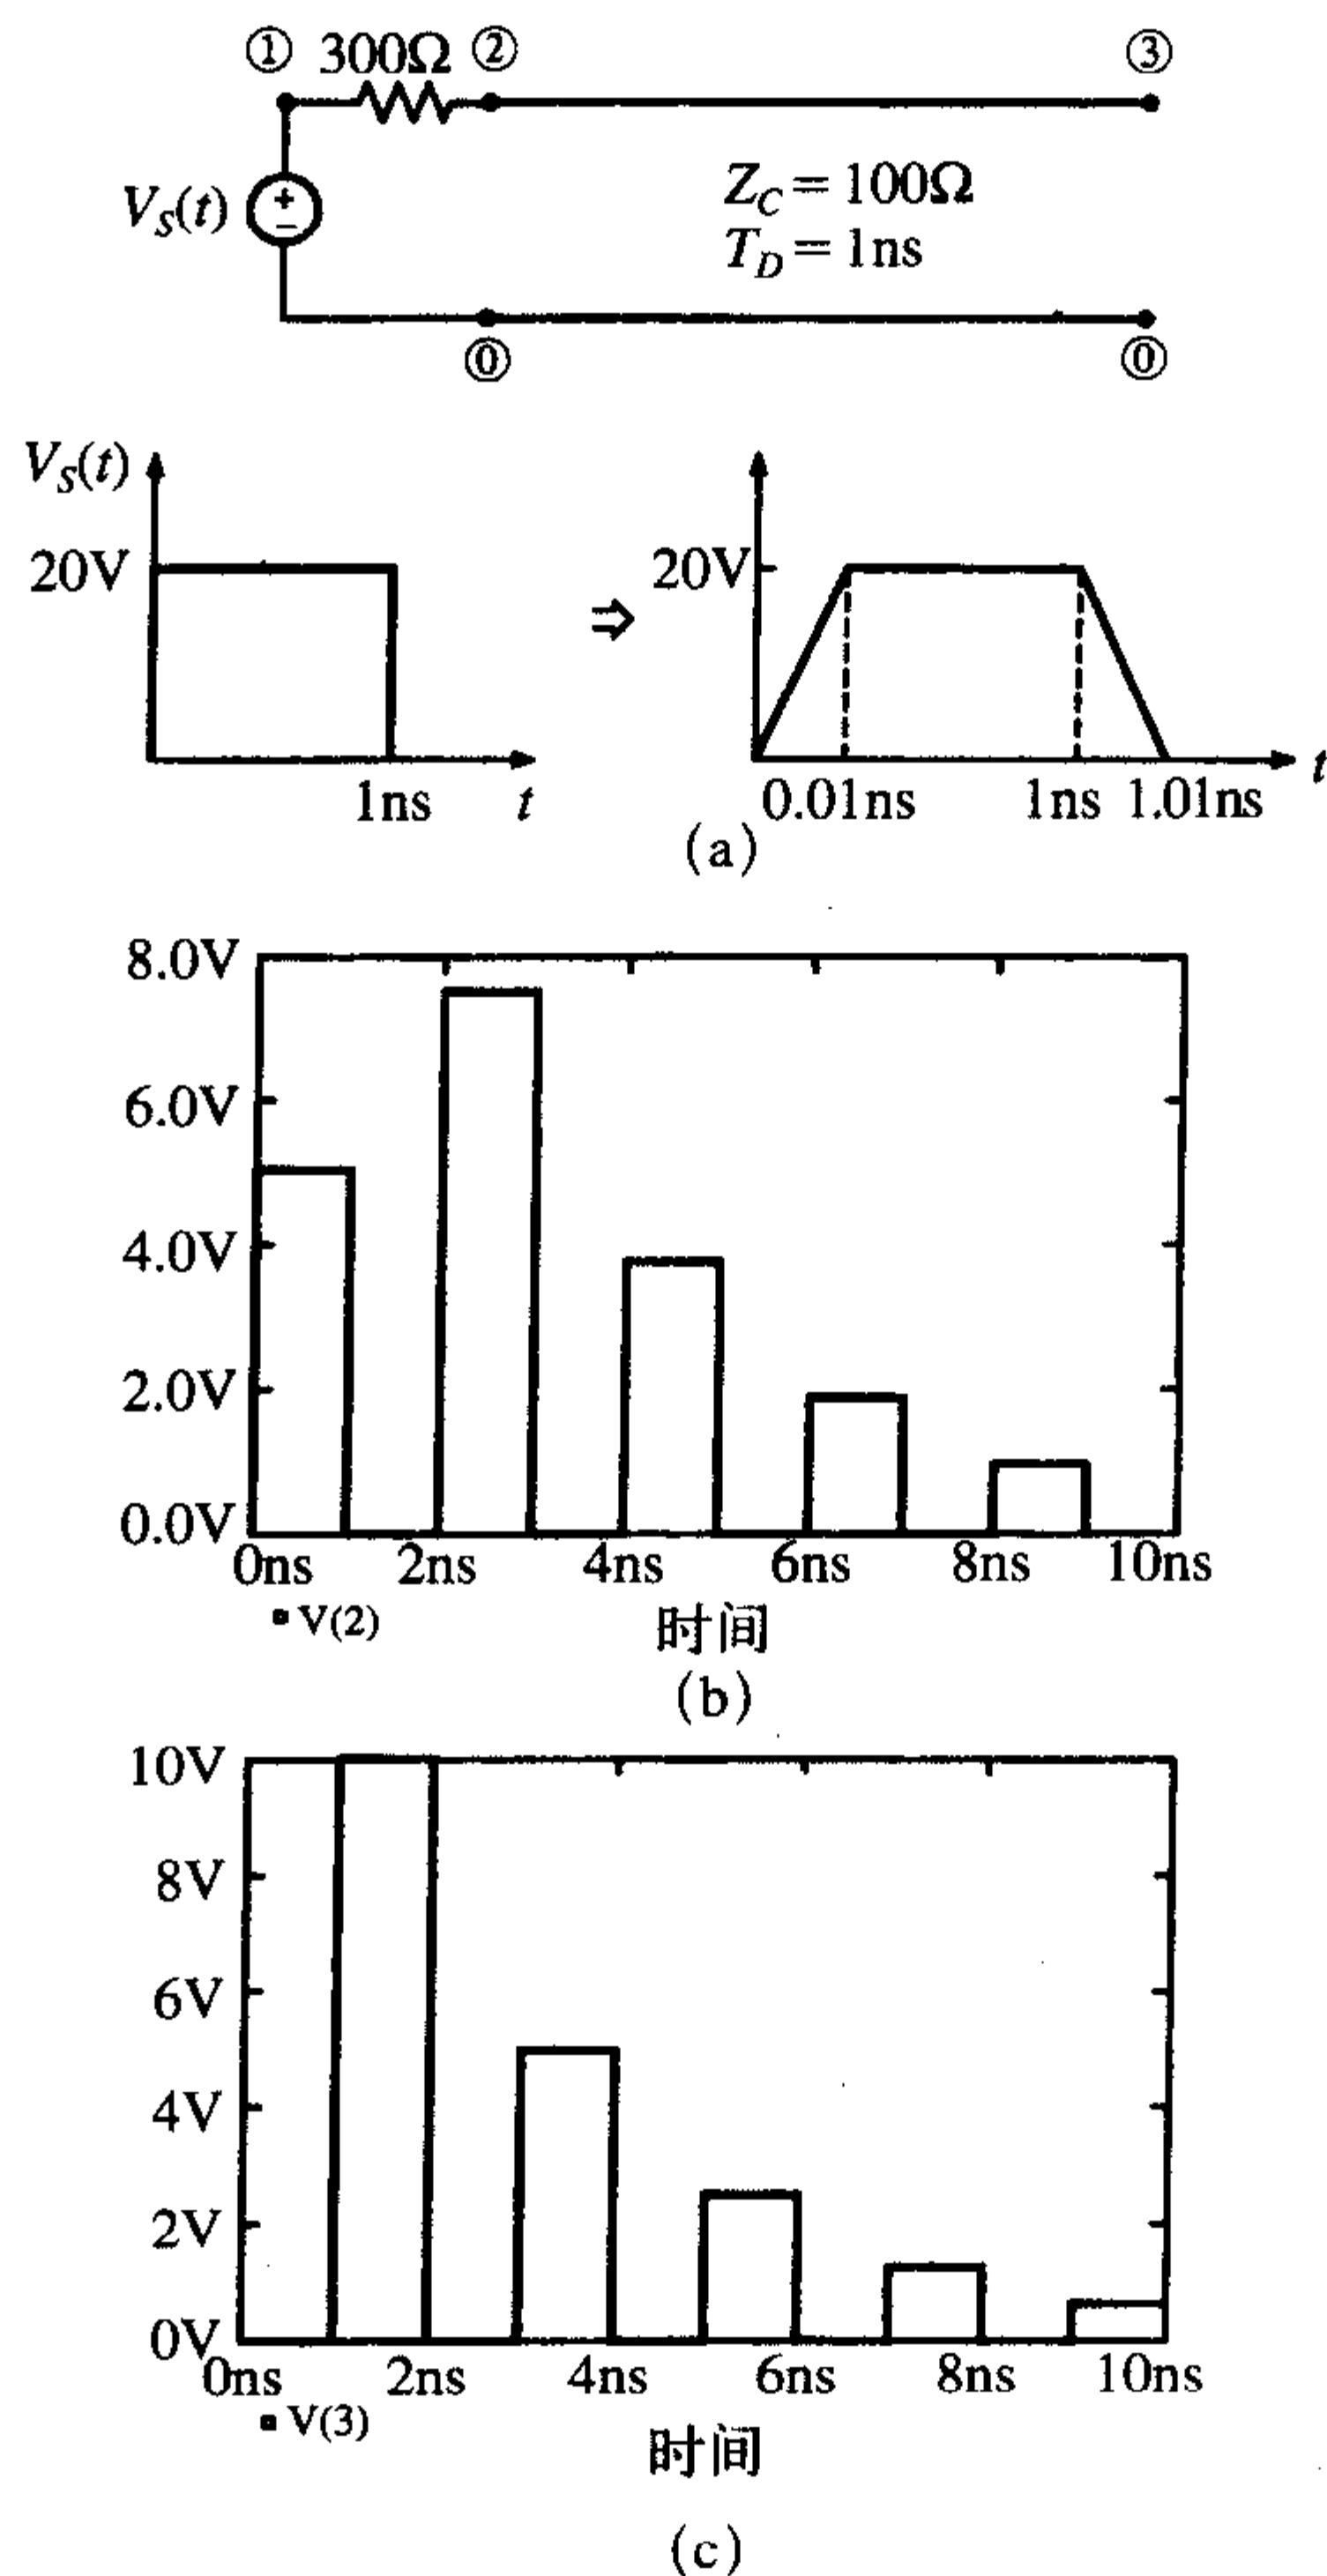 ① 300Ω ② ③
V_S(t) + −
Z_C = 100Ω
T_D = 1ns
⓪ ⓪
V_S(t)
20V ⇒ 20V
1ns t 0.01ns 1ns 1.01ns t
(a)
8.0V
6.0V
4.0V
2.0V
0.0V
0ns 2ns 4ns 6ns 8ns 10ns
V(2) 时间
(b)
10V
8V
6V
4V
2V
0V
0ns 2ns 4ns 6ns 8ns 10ns
V(3) 时间
(c)